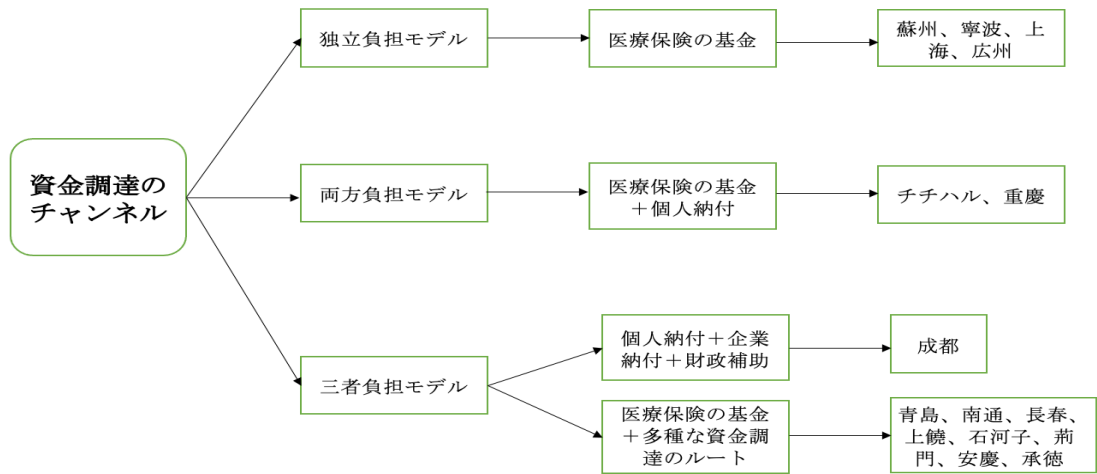 資金調達の
チャンネル
独立負担モデル
医療保険の基金
蘇州、寧波、上
海、広州
両方負担モデル
医療保険の基金
＋個人納付
チチハル、重慶
三者負担モデル
個人納付＋企業
納付＋財政補助
成都
医療保険の基金
＋多種な資金調
達のルート
青島、南通、長春、
上饒、石河子、荊
門、安慶、承徳